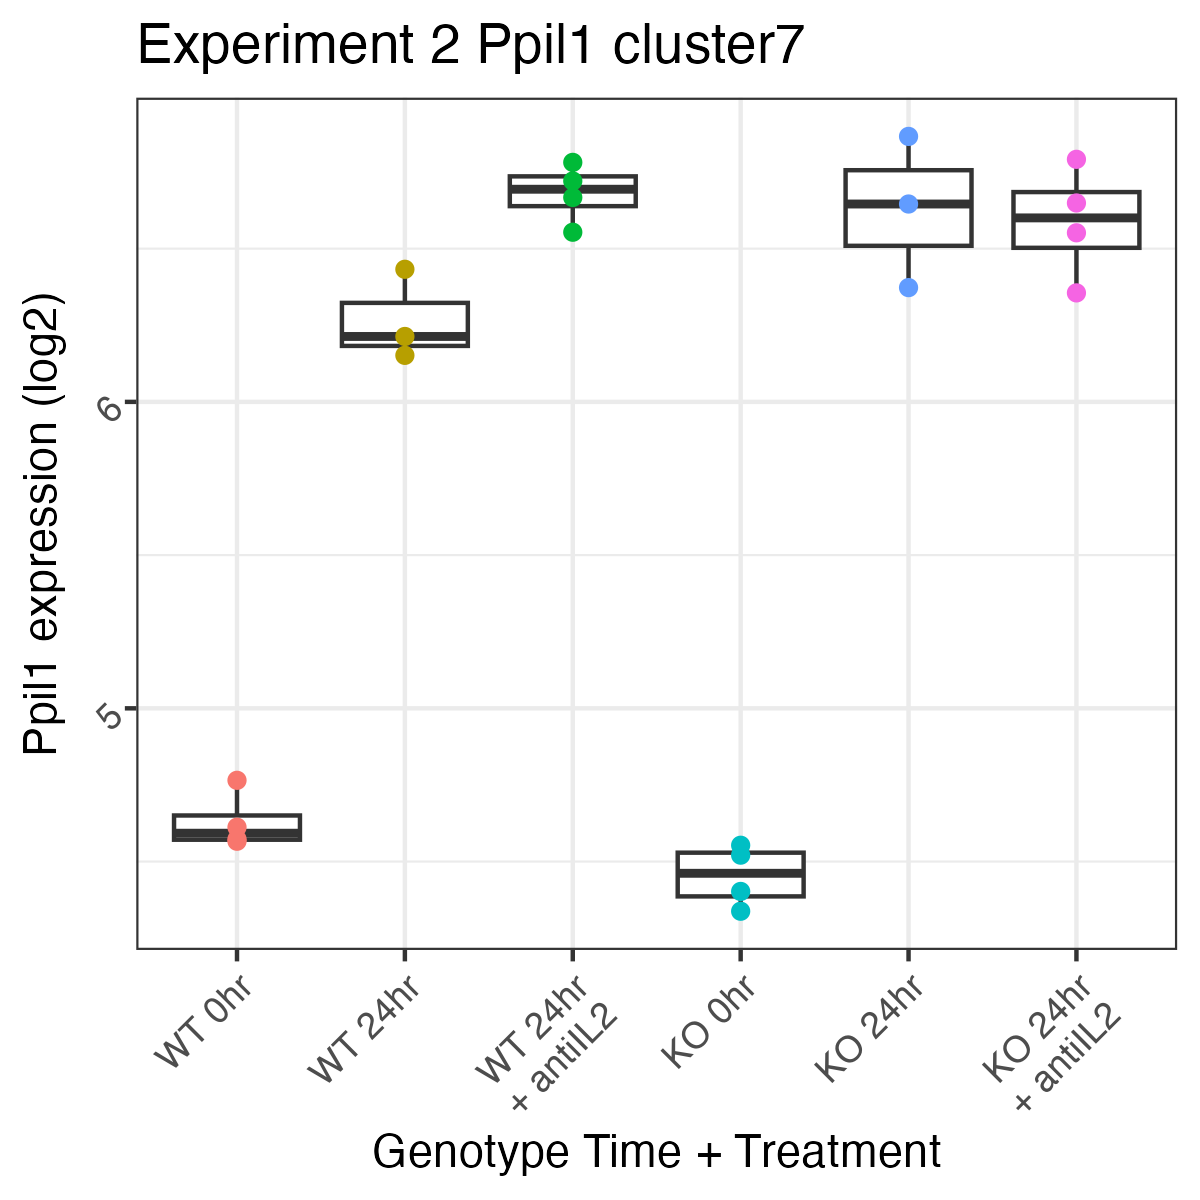 Experiment 2 Ppil1 cluster7
Ppil1 expression (log2)
6
5
WT 0hr
WT 24hr
WT 24hr
+ antiIL2
KO 0hr
KO 24hr
KO 24hr
+ antiIL2
Genotype Time + Treatment